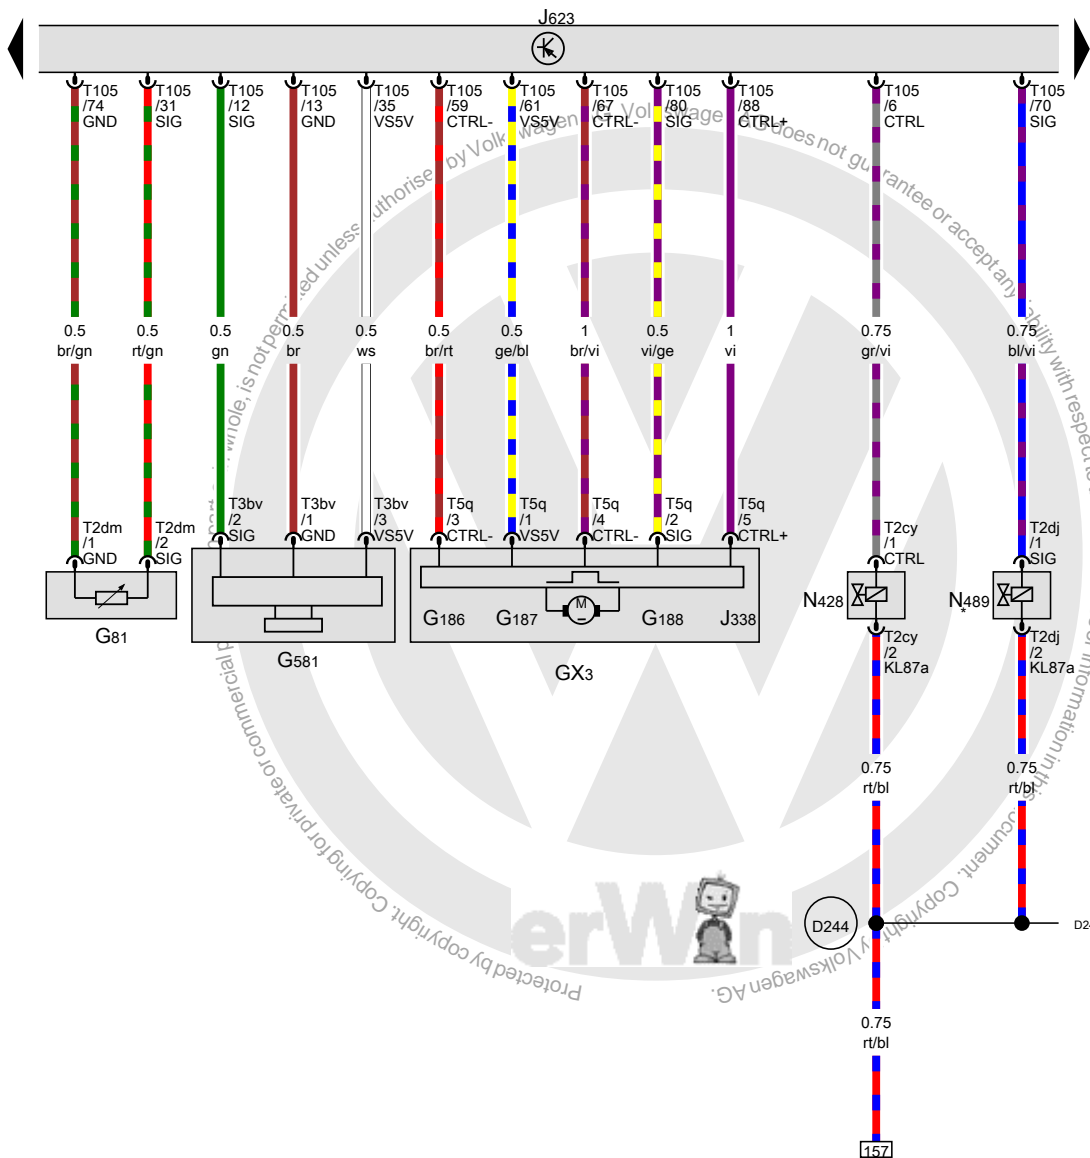 J623
T105 /74 GND
T105 /31 SIG
T105 /12 SIG
T105 /13 GND
T105 /35 VS5V
T105 /59 CTRL-
T105 /61 VS5V
T105 /67 CTRL-
T105 /80 SIG
T105 /88 CTRL+
T105 /6 CTRL
T105 /70 SIG
0.5 br/gn
0.5 rt/gn
0.5 gn
0.5 br
0.5 ws
0.5 br/rt
0.5 ge/bl
1 br/vi
0.5 vi/ge
1 vi
0.75 gr/vi
0.75 bl/vi
T2dm /1 GND
T2dm /2 SIG
T3bv /2 SIG
T3bv /1 GND
T3bv /3 VS5V
T5q /3 CTRL-
T5q /1 VS5V
T5q /4 CTRL-
T5q /2 SIG
T5q /5 CTRL+
T2cy /1 CTRL
T2dj /1 SIG
G81
G581
G186
G187
M
G188
J338
GX3
N428
N489
*
T2cy /2 KL87a
T2dj /2 KL87a
0.75 rt/bl
0.75 rt/bl
D244
0.75 rt/bl
157
erWin
Protected by copyright. Copying for private or commercial
whole, is not
unless
authorised by Volkswagen AG. Volkswagen AG does not guarantee or accept any liability with respect to
information in this document. Copyright by Volkswagen AG.